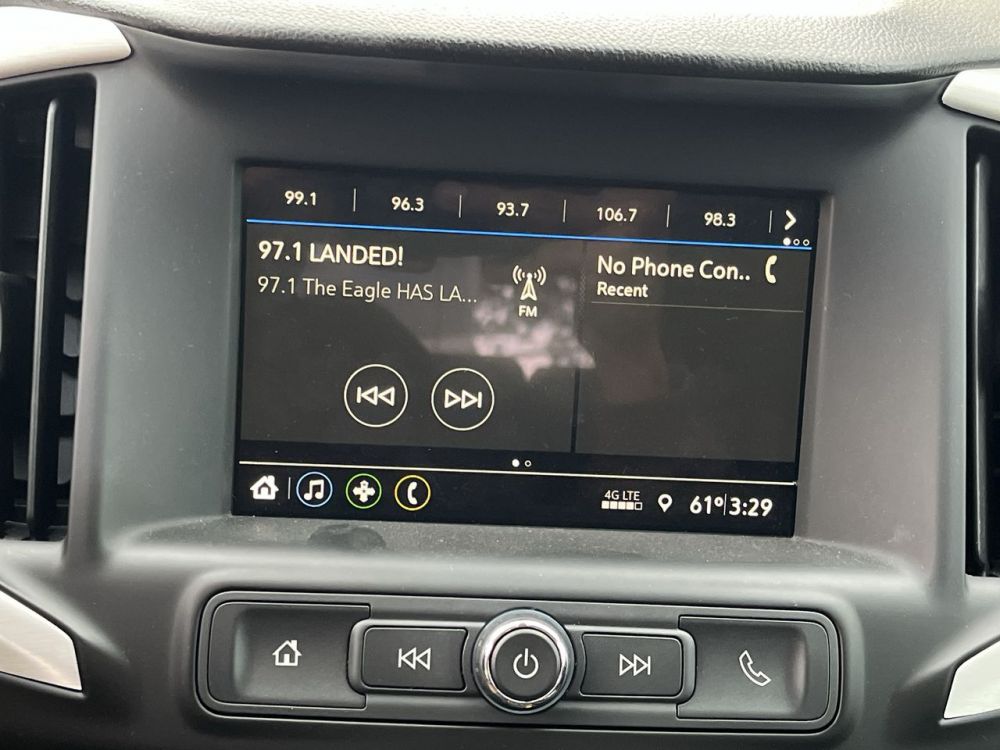 99.1 96.3 93.7 106.7 98.3
97.1 LANDED!
97.1 The Eagle HAS LA...
FM
No Phone Con..
Recent
4G LTE
61° 3:29